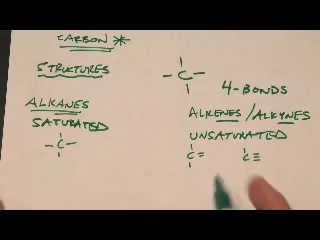 CARBON *
STRUCTURES
-C-
4-BONDS
ALKANES
SATURATED
-C-
ALKENES / ALKYNES
UNSATURATED
C=
C≡